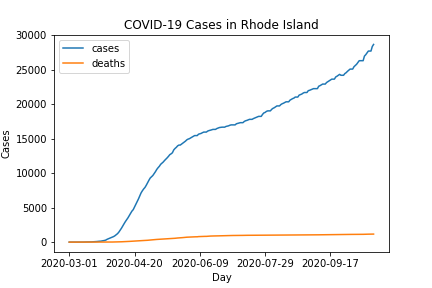 COVID-19 Cases in Rhode Island
30000
25000
20000
15000
10000
5000
0
cases
deaths
Cases
2020-03-01 2020-04-20 2020-06-09 2020-07-29 2020-09-17
Day